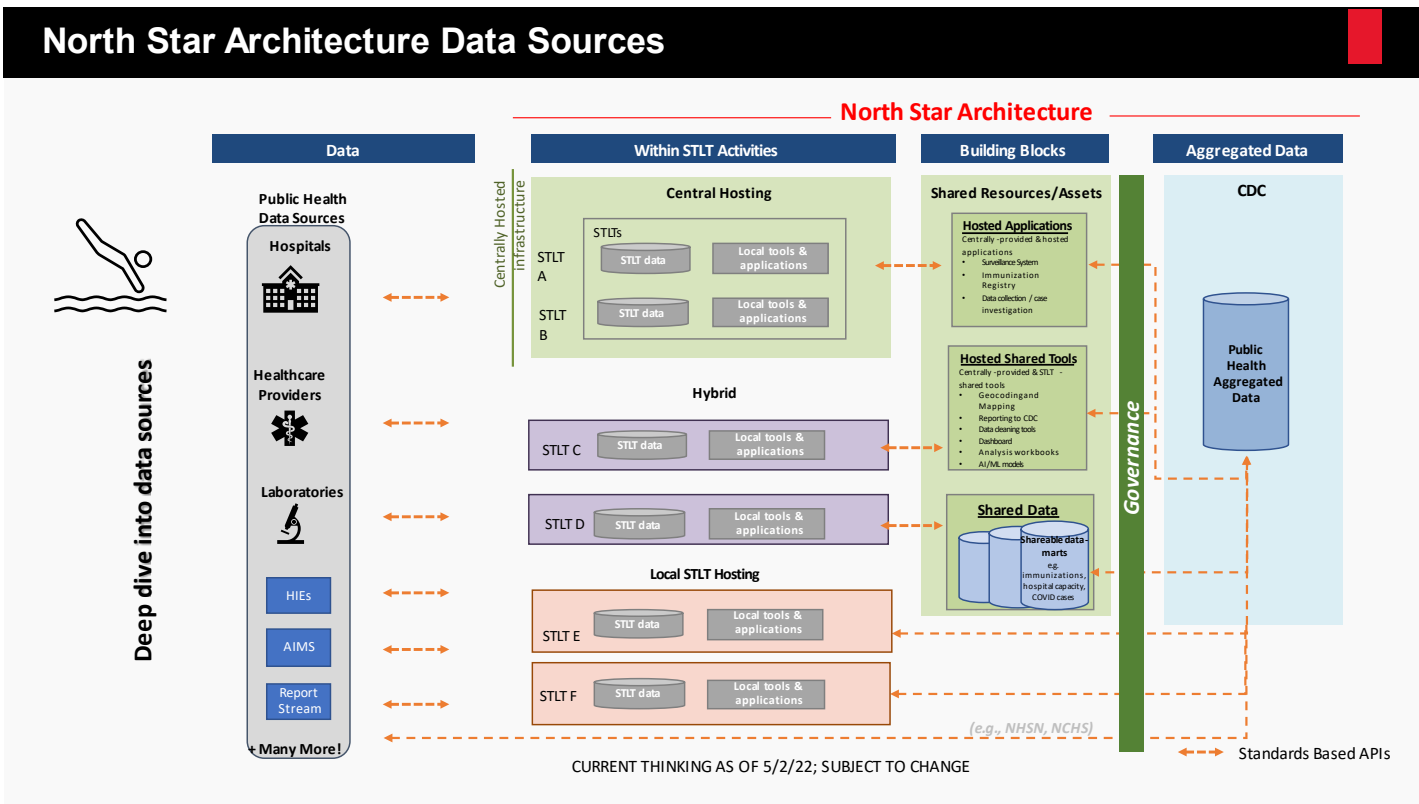 North Star Architecture Data Sources
North Star Architecture
Data
Within STLT Activities
Building Blocks
Aggregated Data
Deep dive into data sources
Public Health
Data Sources
Hospitals
Healthcare
Providers
Laboratories
HIEs
AIMS
Report
Stream
+ Many More!
Centrally Hosted
infrastructure
Central Hosting
STLTs
STLT
A
STLT data
Local tools &
applications
STLT
B
STLT data
Local tools &
applications
Hybrid
STLT C
STLT data
Local tools &
applications
STLT D
STLT data
Local tools &
applications
Local STLT Hosting
STLT E
STLT data
Local tools &
applications
STLT F
STLT data
Local tools &
applications
Shared Resources/Assets
Hosted Applications
Centrally -provided & hosted
applications
• Surveillance System
• Immunization
Registry
• Data collection / case
investigation
Hosted Shared Tools
Centrally -provided & STLT -
shared tools
• Geocodingand
Mapping
• Reporting to CDC
• Data cleaning tools
• Dashboard
• Analysis workbooks
• AI/ML models
Shared Data
Shareable data-
marts
e.g.
immunizations,
hospital capacity,
COVID cases
Governance
CDC
Public
Health
Aggregated
Data
(e.g., NHSN, NCHS)
Standards Based APIs
CURRENT THINKING AS OF 5/2/22; SUBJECT TO CHANGE